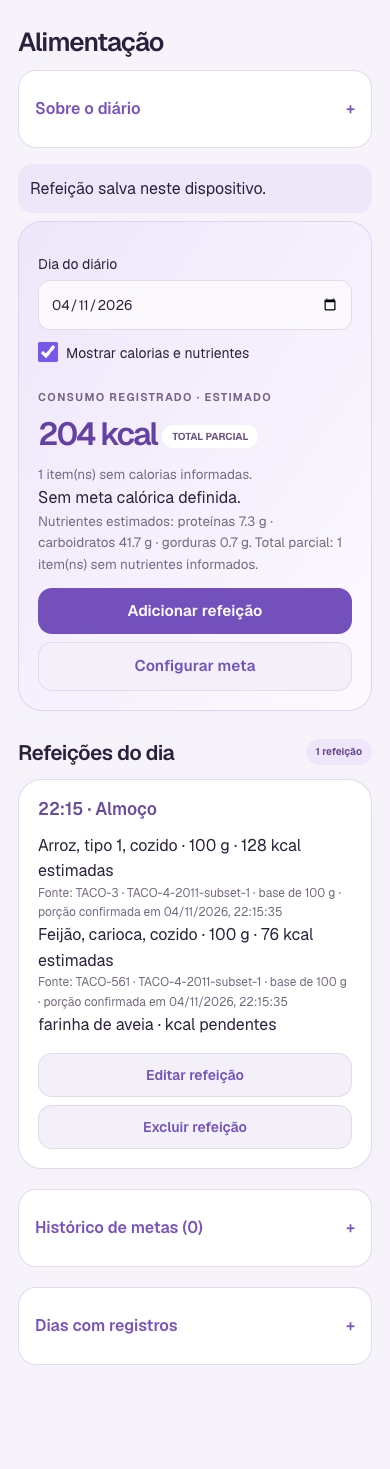 Alimentação
Sobre o diário +
Refeição salva neste dispositivo.
Dia do diário
04/11/2026
Mostrar calorias e nutrientes
CONSUMO REGISTRADO · ESTIMADO
204 kcal TOTAL PARCIAL
1 item(ns) sem calorias informadas.
Sem meta calórica definida.
Nutrientes estimados: proteínas 7.3 g ·
carboidratos 41.7 g · gorduras 0.7 g. Total parcial: 1
item(ns) sem nutrientes informados.
Adicionar refeição
Configurar meta
Refeições do dia 1 refeição
22:15 · Almoço
Arroz, tipo 1, cozido · 100 g · 128 kcal
estimadas
Fonte: TACO-3 · TACO-4-2011-subset-1 · base de 100 g ·
porção confirmada em 04/11/2026, 22:15:35
Feijão, carioca, cozido · 100 g · 76 kcal
estimadas
Fonte: TACO-561 · TACO-4-2011-subset-1 · base de 100 g
· porção confirmada em 04/11/2026, 22:15:35
farinha de aveia · kcal pendentes
Editar refeição
Excluir refeição
Histórico de metas (0) +
Dias com registros +